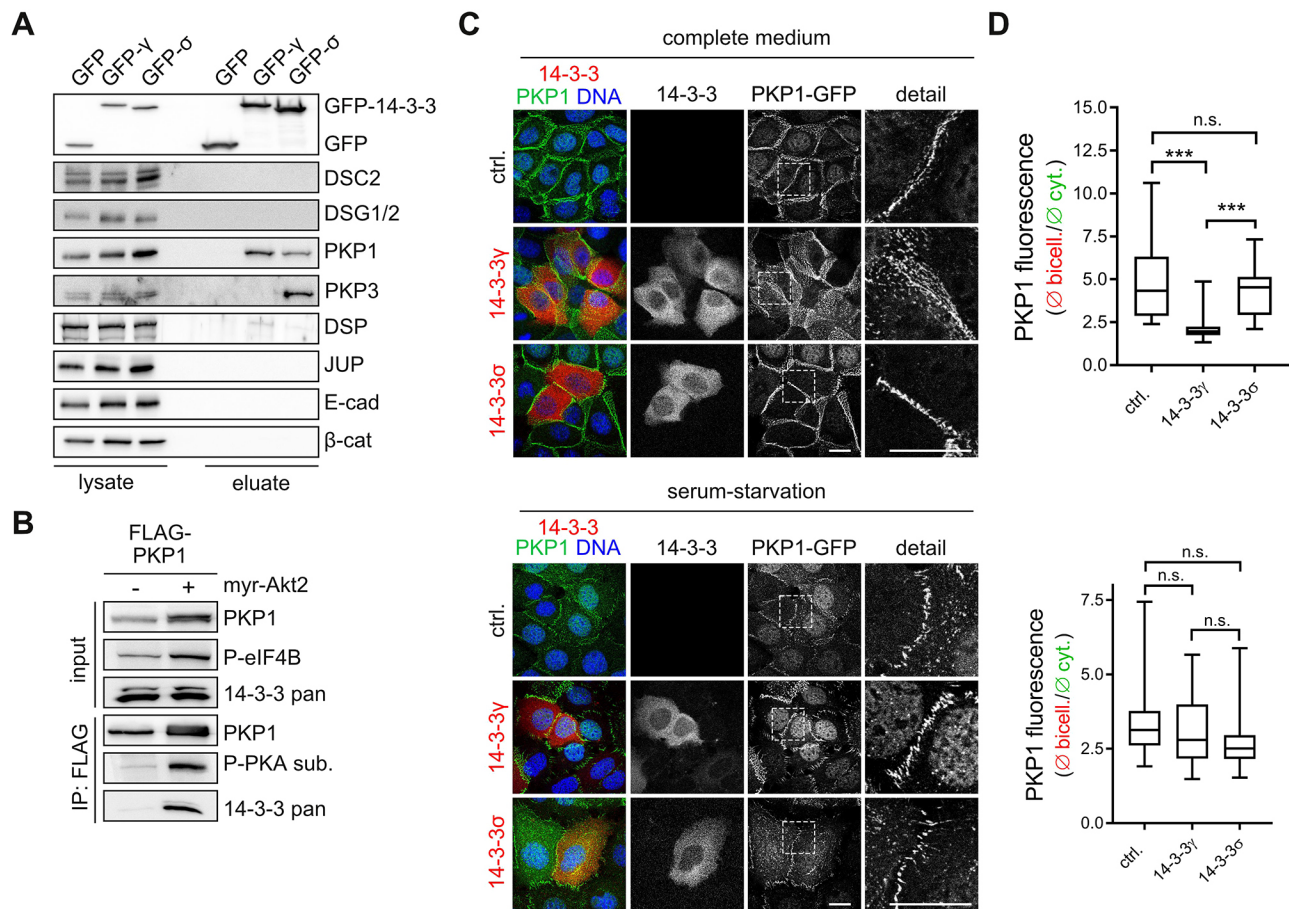 A
GFP
GFP-γ
GFP-σ
GFP
GFP-γ
GFP-σ
GFP-14-3-3
GFP
DSC2
DSG1/2
PKP1
PKP3
DSP
JUP
E-cad
β-cat
lysate
eluate
B
FLAG-
PKP1
- + myr-Akt2
input
PKP1
P-eIF4B
14-3-3 pan
IP: FLAG
PKP1
P-PKA sub.
14-3-3 pan
C
complete medium
14-3-3
PKP1 DNA
14-3-3
PKP1-GFP
detail
ctrl.
14-3-3γ
14-3-3σ
serum-starvation
14-3-3
PKP1 DNA
14-3-3
PKP1-GFP
detail
ctrl.
14-3-3γ
14-3-3σ
D
PKP1 fluorescence
(∅ bicell./∅ cyt.)
15.0
12.5
10.0
7.5
5.0
2.5
0.0
n.s.
***
***
ctrl.
14-3-3γ
14-3-3σ
PKP1 fluorescence
(∅ bicell./∅ cyt.)
7.5
5.0
2.5
0.0
n.s.
n.s.
n.s.
ctrl.
14-3-3γ
14-3-3σ